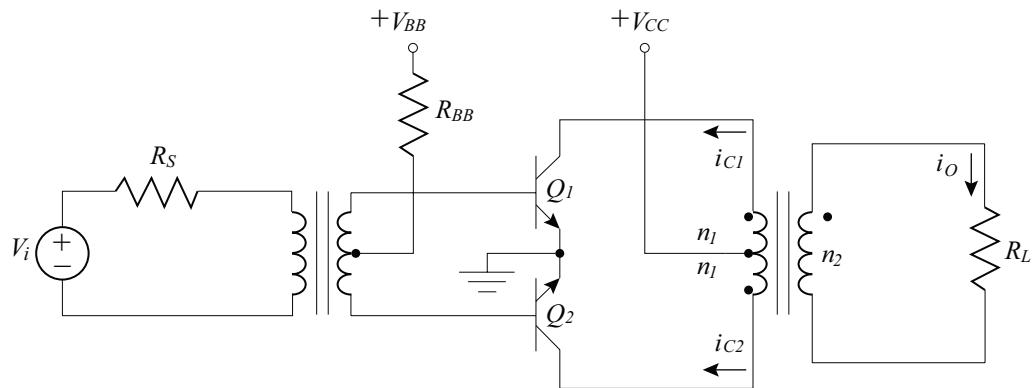 +V_BB
+V_CC
R_BB
R_S
i_C1
i_O
Q_1
V_i
+
−
n_1
n_1
n_2
R_L
Q_2
i_C2